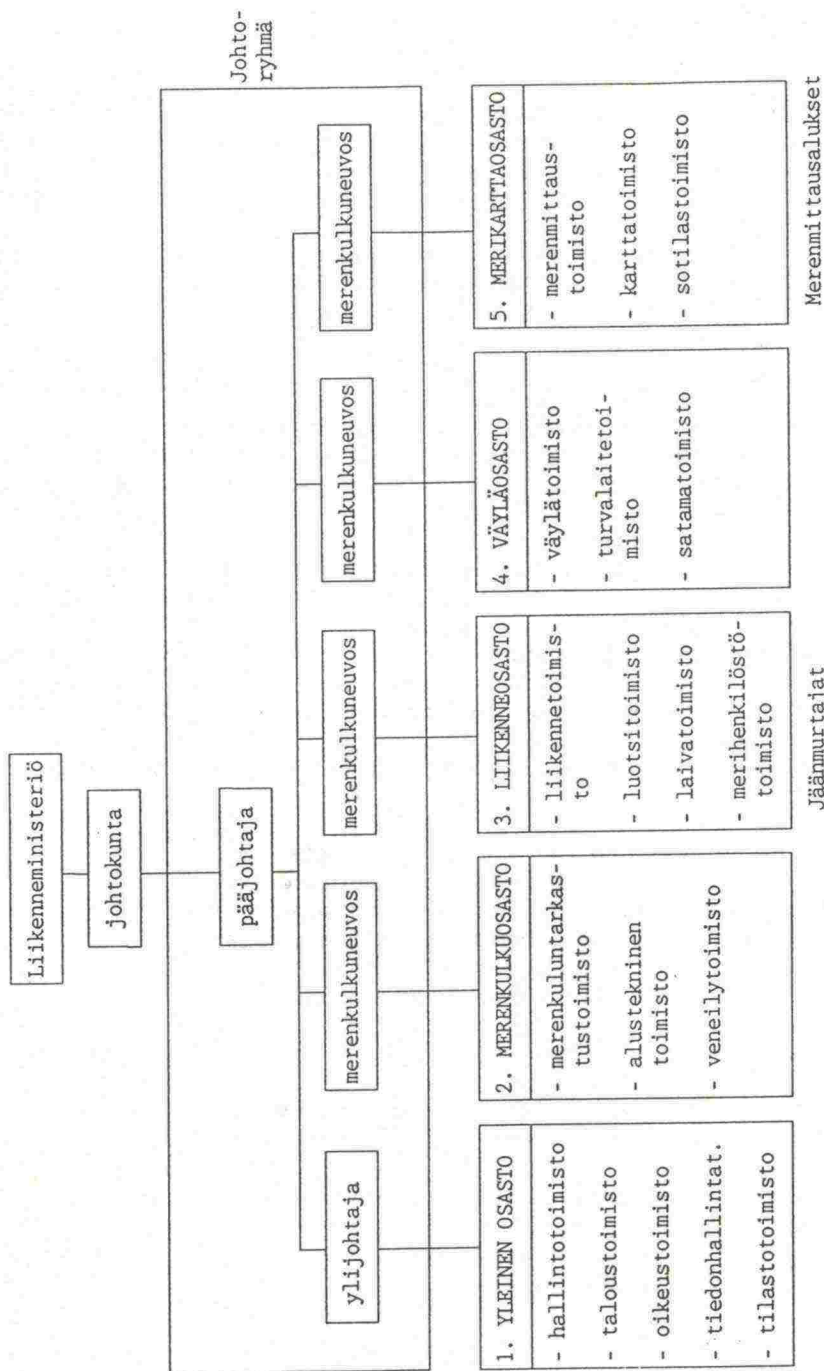 Liikenneministeriö
johtokunta
Johto-
ryhmä
pääjohtaja
ylijohtaja
merenkulkuneuvos
merenkulkuneuvos
merenkulkuneuvos
merenkulkuneuvos
1. YLEINEN OSASTO
- hallintotoimisto
- taloustoimisto
- oikeustoimisto
- tiedonhallintat.
- tilastotoimisto
2. MERENKULKUOSASTO
- merenkuluntarkas-
tustoimisto
- alustekninen
toimisto
- veneilytoimisto
3. LIIKENNEOSASTO
- liikennetoimis-
to
- luotsitoimisto
- laivatoimisto
- merihenkilöstö-
toimisto
Jäänmurtajat
4. VÄYLÄOSASTO
- väylätoimisto
- turvalaitetoi-
misto
- satamatoimisto
5. MERIKARTTAOSASTO
- merenmittaus-
toimisto
- karttatoimisto
- sotilastoimisto
Merenmittausalukset